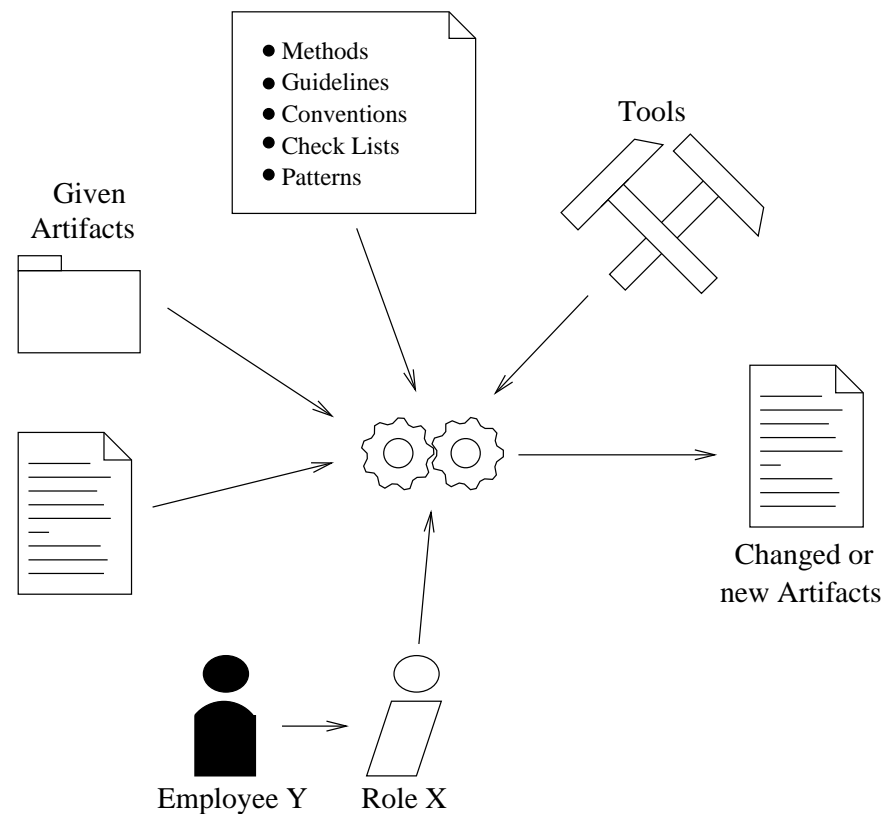 Methods
Guidelines
Conventions
Check Lists
Patterns
Tools
Given
Artifacts
Changed or
new Artifacts
Employee Y
Role X